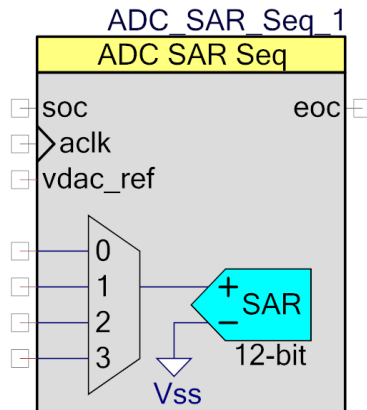 ADC_SAR_Seq_1
ADC SAR Seq
soc
eoc
aclk
vdac_ref
0
1
2
3
+
SAR
−
12-bit
Vss